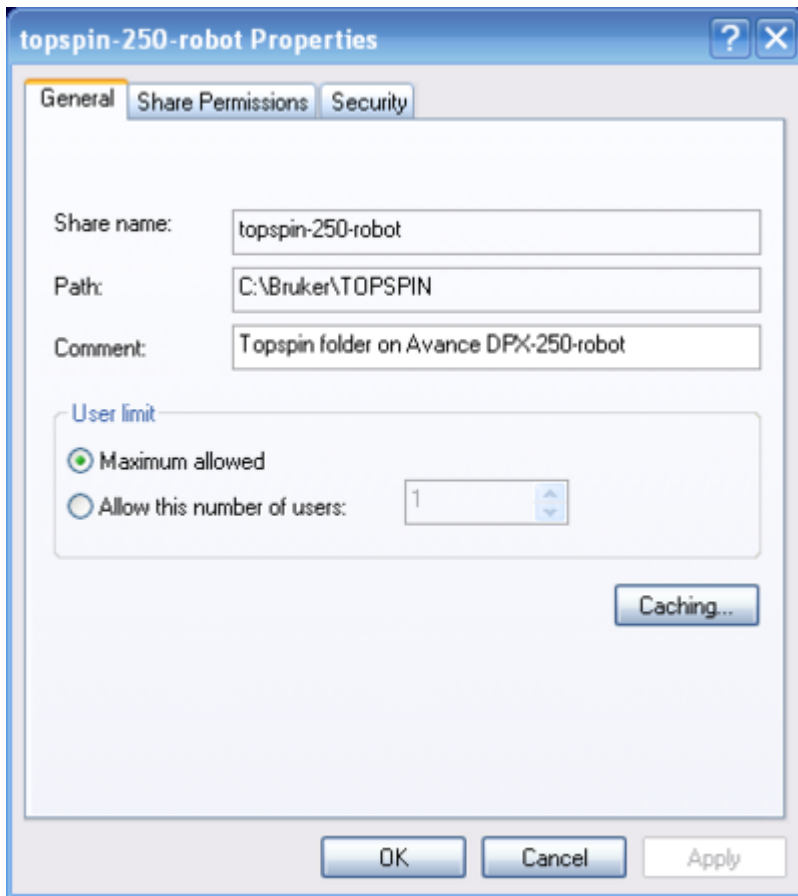 topspin-250-robot Properties
General Share Permissions Security
Share name: topspin-250-robot
Path: C:\Bruker\TOPSPIN
Comment: Topspin folder on Avance DPX-250-robot
User limit
Maximum allowed
Allow this number of users: 1
Caching...
OK Cancel Apply